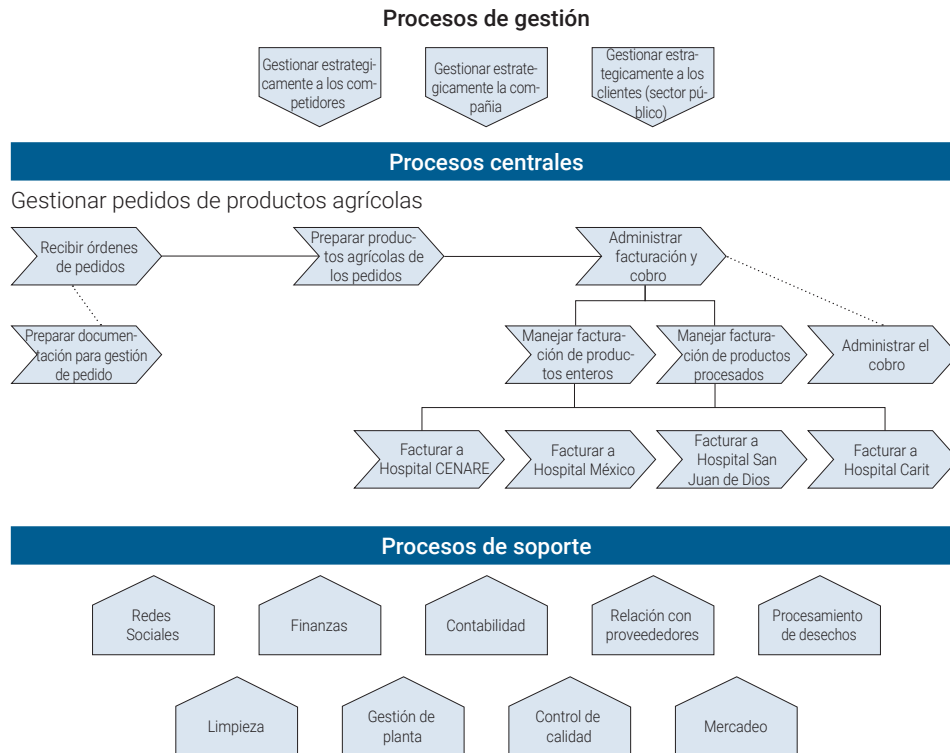 Procesos de gestión
Gestionar estrategi-
camente a los com-
petidores
Gestionar estrate-
gicamente la com-
pañia
Gestionar estra-
tegicamente a los
clientes (sector pú-
blico)
Procesos centrales
Gestionar pedidos de productos agrícolas
Recibir órdenes
de pedidos
Preparar produc-
tos agrícolas de
los pedidos
Administrar
facturación y
cobro
Preparar documen-
tación para gestión
de pedido
Manejar factura-
ción de produc-
tos enteros
Manejar factura-
ción de productos
procesados
Administrar el
cobro
Facturar a
Hospital CENARE
Facturar a
Hospital México
Facturar a
Hospital San
Juan de Dios
Facturar a
Hospital Carit
Procesos de soporte
Redes
Sociales
Finanzas
Contabilidad
Relación con
proveededores
Procesamiento
de desechos
Limpieza
Gestión de
planta
Control de
calidad
Mercadeo